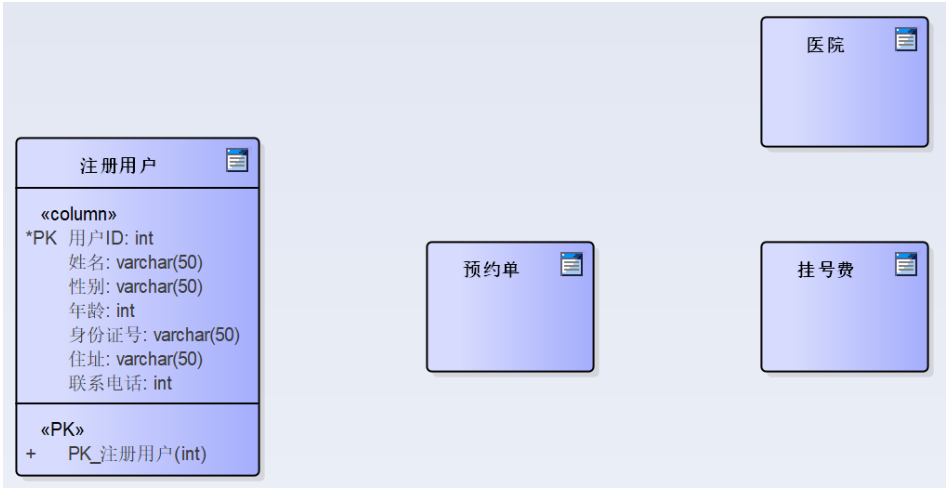 医院
注册用户
«column»
*PK 用户ID: int
姓名: varchar(50)
性别: varchar(50)
年龄: int
身份证号: varchar(50)
住址: varchar(50)
联系电话: int
«PK»
+ PK_注册用户(int)
预约单
挂号费